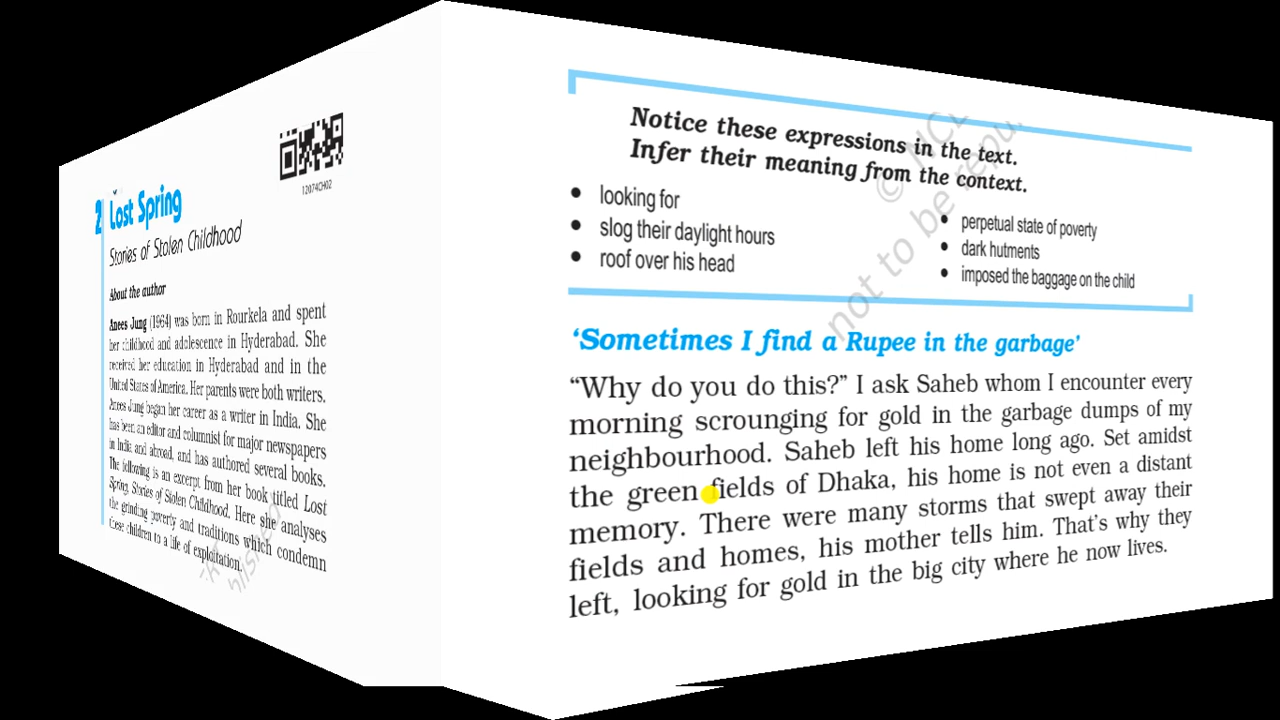 12074CH02
2 Lost Spring
Stories of Stolen Childhood
About the author
Anees Jung (1964) was born in Rourkela and spent
her childhood and adolescence in Hyderabad. She
received her education in Hyderabad and in the
United States of America. Her parents were both writers.
Anees Jung began her career as a writer in India. She
has been an editor and columnist for major newspapers
in India and abroad, and has authored several books.
The following is an excerpt from her book titled Lost
Spring, Stories of Stolen Childhood. Here she analyses
the grinding poverty and traditions which condemn
these children to a life of exploitation.
Notice these expressions in the text.
Infer their meaning from the context.
• looking for
• slog their daylight hours
• roof over his head
• perpetual state of poverty
• dark hutments
• imposed the baggage on the child
‘Sometimes I find a Rupee in the garbage’
“Why do you do this?” I ask Saheb whom I encounter every
morning scrounging for gold in the garbage dumps of my
neighbourhood. Saheb left his home long ago. Set amidst
the green fields of Dhaka, his home is not even a distant
memory. There were many storms that swept away their
fields and homes, his mother tells him. That’s why they
left, looking for gold in the big city where he now lives.
not to be